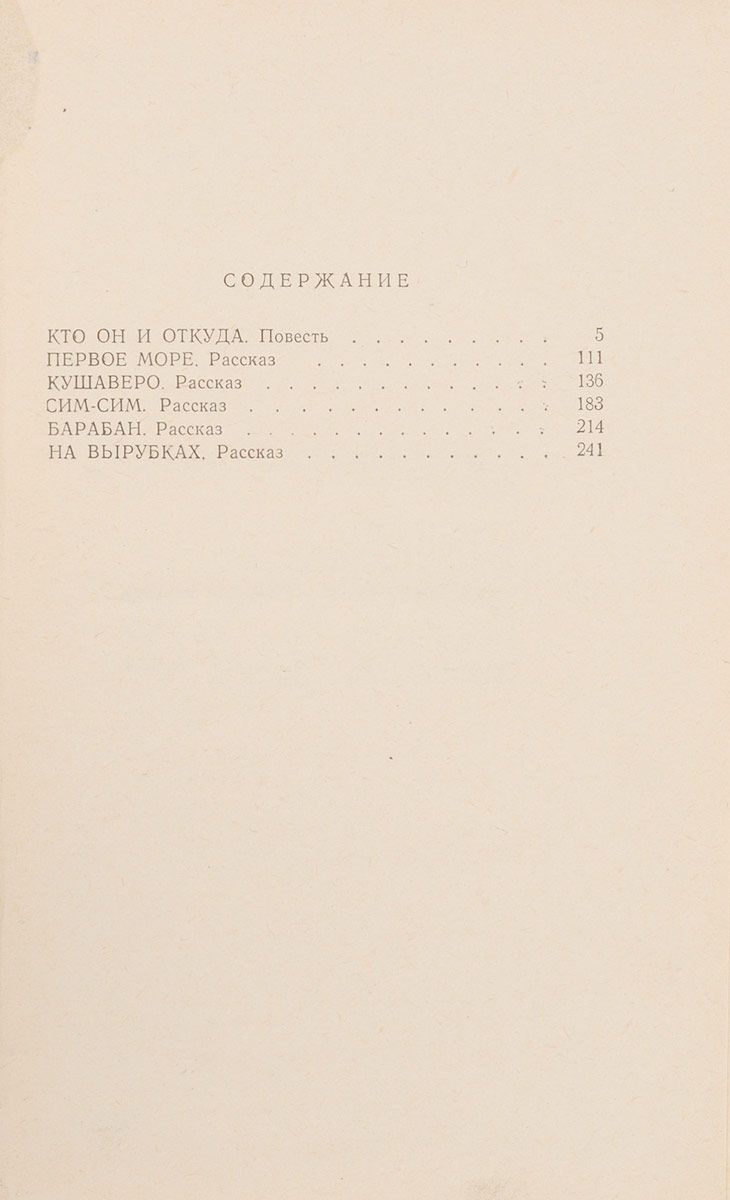 СОДЕРЖАНИЕ
КТО ОН И ОТКУДА. Повесть . . . . . . . . . 5
ПЕРВОЕ МОРЕ. Рассказ . . . . . . . . . . . 111
КУШАВЕРО. Рассказ . . . . . . . . . . . . . 136
СИМ-СИМ. Рассказ . . . . . . . . . . . . . 183
БАРАБАН. Рассказ . . . . . . . . . . . . . 214
НА ВЫРУБКАХ. Рассказ . . . . . . . . . . . 241